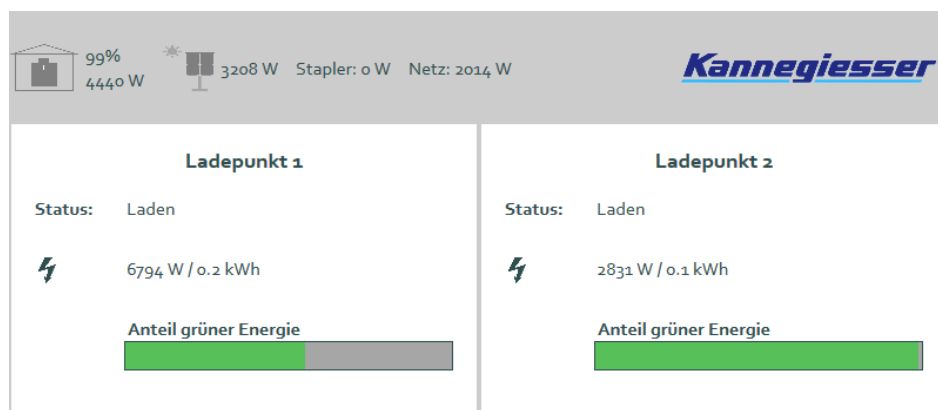 99%
4440 W
3208 W Stapler: 0 W Netz: 2014 W
Kannegiesser
Ladepunkt 1
Status: Laden
6794 W / 0.2 kWh
Anteil grüner Energie
Ladepunkt 2
Status: Laden
2831 W / 0.1 kWh
Anteil grüner Energie